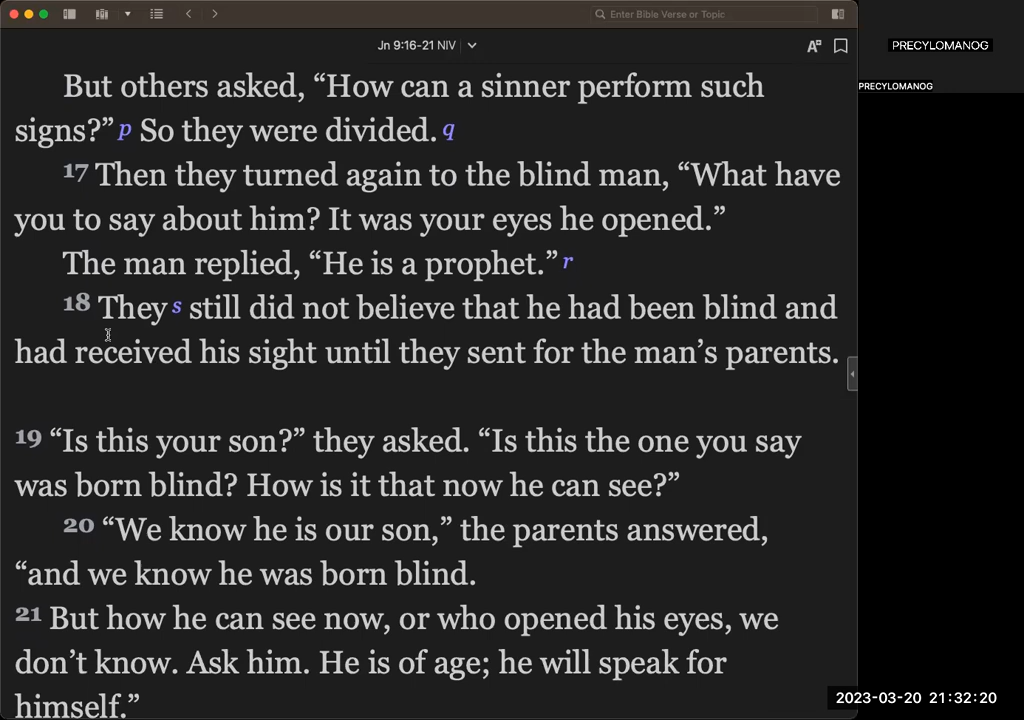 Enter Bible Verse or Topic
Jn 9:16-21 NIV
PRECYLOMANOG
PRECYLOMANOG
But others asked, “How can a sinner perform such
signs?” p So they were divided. q
17 Then they turned again to the blind man, “What have
you to say about him? It was your eyes he opened.”
The man replied, “He is a prophet.” r
18 They s still did not believe that he had been blind and
had received his sight until they sent for the man’s parents.
19 “Is this your son?” they asked. “Is this the one you say
was born blind? How is it that now he can see?”
20 “We know he is our son,” the parents answered,
“and we know he was born blind.
21 But how he can see now, or who opened his eyes, we
don’t know. Ask him. He is of age; he will speak for
himself.”
2023-03-20 21:32:20